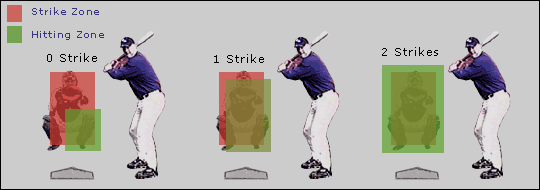 Strike Zone
Hitting Zone
0 Strike
1 Strike
2 Strikes